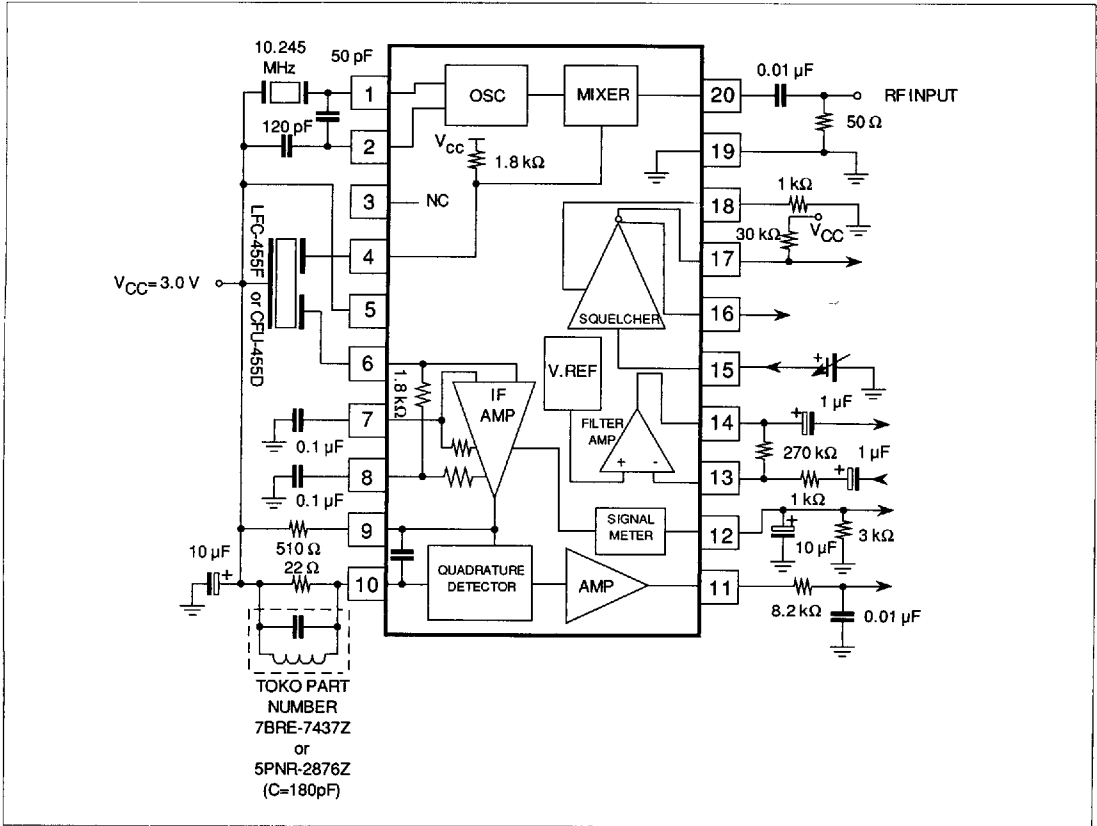 10.245
MHz
50 pF
120 pF
LFC-455F or CFU-455D
VCC= 3.0 V
0.1 µF
0.1 µF
510 Ω
10 µF
+
22 Ω
TOKO PART
NUMBER
7BRE-7437Z
or
5PNR-2876Z
(C=180pF)
1
2
3
4
5
6
7
8
9
10
OSC
MIXER
VCC
1.8 kΩ
NC
1.8 kΩ
IF
AMP
SQUELCHER
V.REF
FILTER
AMP
+ -
SIGNAL
METER
QUADRATURE
DETECTOR
AMP
20
19
18
17
16
15
14
13
12
11
0.01 µF
RF INPUT
50 Ω
1 kΩ
30 kΩ
VCC
+
1 µF
+
270 kΩ
1 µF
+
1 kΩ
+
10 µF
3 kΩ
8.2 kΩ
0.01 µF